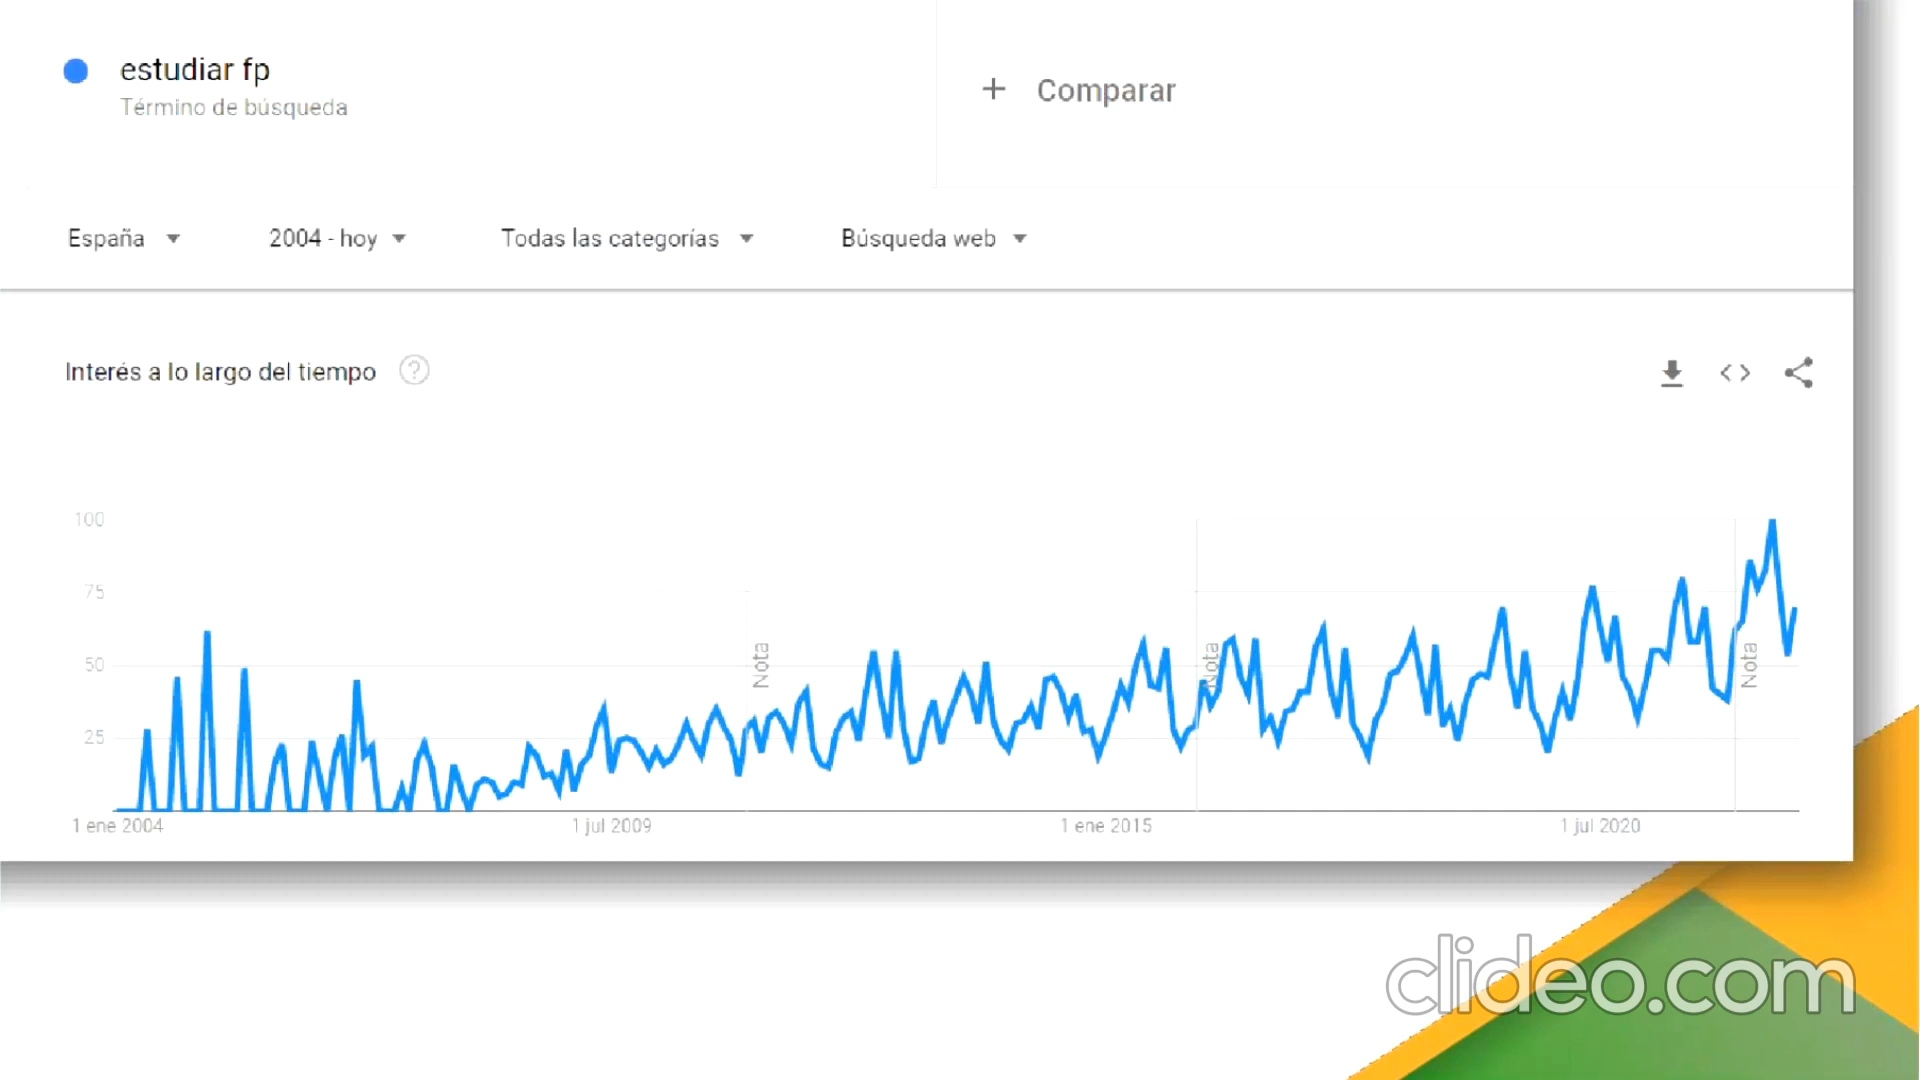 estudiar fp
Término de búsqueda
+ Comparar
España
2004 - hoy
Todas las categorías
Búsqueda web
Interés a lo largo del tiempo
?
100
75
50
25
Nota
Nota
Nota
1 ene 2004
1 jul 2009
1 ene 2015
1 jul 2020
clideo.com